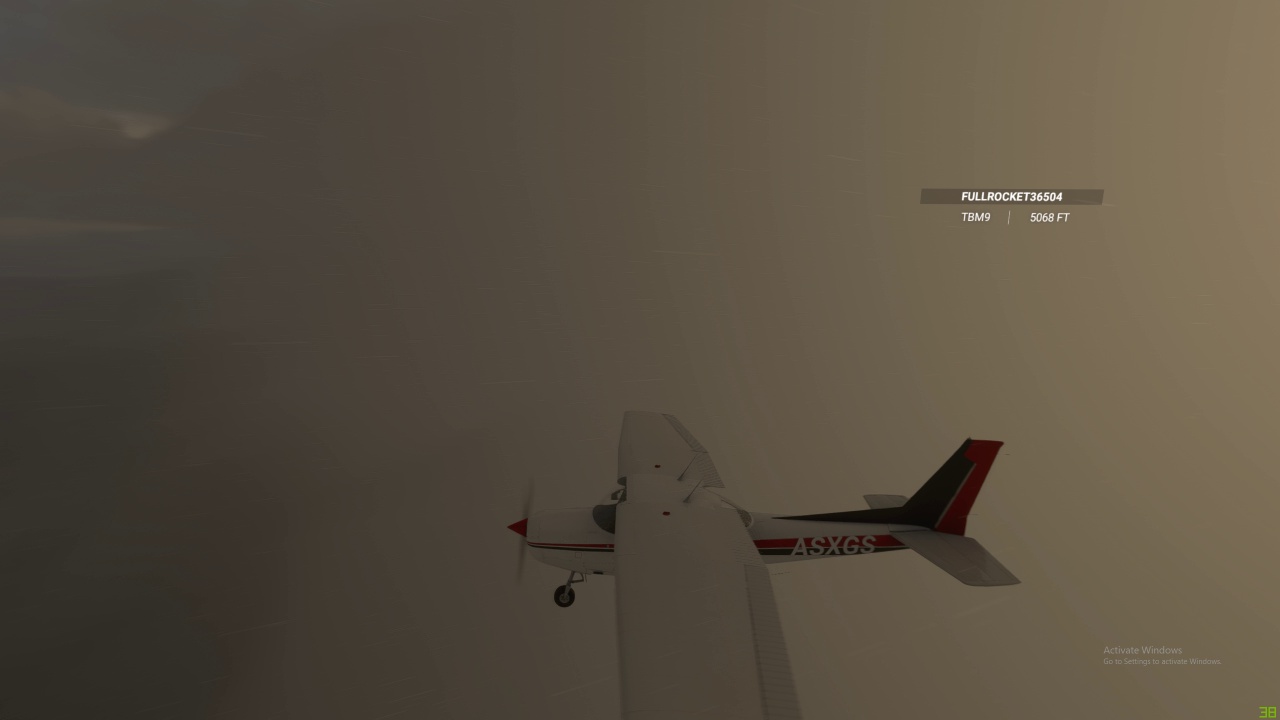 FULLROCKET36504
TBM9 | 5068 FT
ASXGS
Activate Windows
Go to Settings to activate Windows.
38